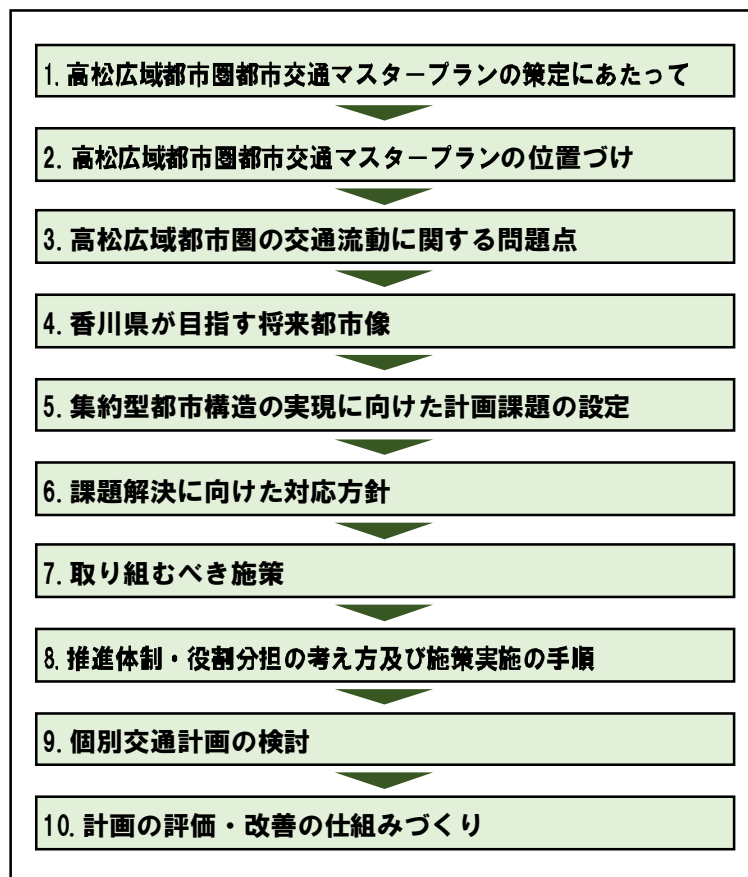 1. 高松広域都市圏都市交通マスタープランの策定にあたって
2. 高松広域都市圏都市交通マスタープランの位置づけ
3. 高松広域都市圏の交通流動に関する問題点
4. 香川県が目指す将来都市像
5. 集約型都市構造の実現に向けた計画課題の設定
6. 課題解決に向けた対応方針
7. 取り組むべき施策
8. 推進体制・役割分担の考え方及び施策実施の手順
9. 個別交通計画の検討
10. 計画の評価・改善の仕組みづくり